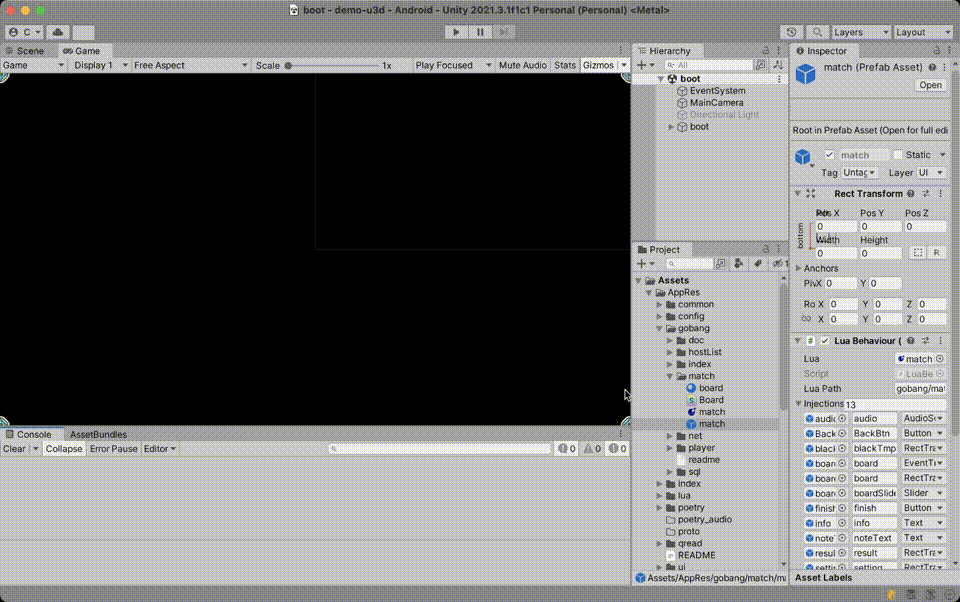 boot - demo-u3d - Android - Unity 2021.3.1f1c1 Personal (Personal) <Metal>
C
Layers
Layout
Scene
Game
Game
Display 1
Free Aspect
Scale
1x
Play Focused
Mute Audio
Stats
Gizmos
Console
AssetBundles
Clear
Collapse
Error Pause
Editor
0
0
0
Hierarchy
All
boot
EventSystem
MainCamera
Directional Light
boot
Project
Assets
AppRes
common
config
gobang
doc
hostList
index
match
board
Board
match
match
net
player
readme
sql
index
lua
poetry
poetry_audio
proto
qread
README
ui
Assets/AppRes/gobang/match/ma
Inspector
match (Prefab Asset)
Open
Root in Prefab Asset (Open for full edi
match
Static
Tag Untag
Layer UI
Rect Transform
bottom
Pos X Pos Y Pos Z
0 0 0
Width Height
0 0
R
Anchors
X 0 Y 0
Ro X 0 Y 0 Z 0
X 0 Y 0 Z 0
Lua Behaviour (
Lua match
Script LuaBe
Lua Path gobang/mat
Injections 13
audio AudioS
Back BackBtn Button
black blackTmp RectTra
board board EventTr
board board RectTra
board boardSlide Slider
finish finish Button
info info Text
note noteText Text
resul result RectTra
setting RectTra
Asset Labels